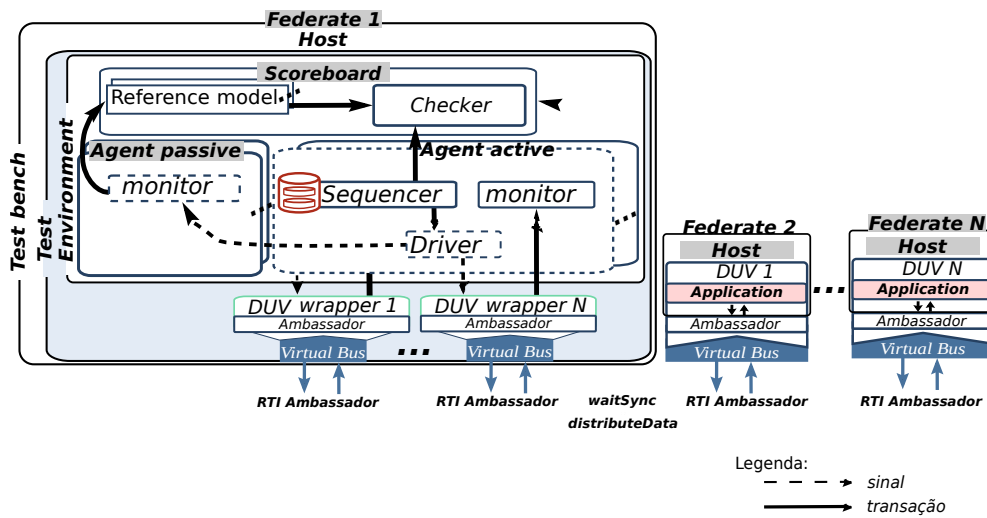 Federate 1
Host
Scoreboard
Reference model
Checker
Test bench
Test
Environment
Agent passive
Agent active
monitor
Sequencer
monitor
Driver
DUV wrapper 1
Ambassador
Virtual Bus
RTI Ambassador
...
DUV wrapper N
Ambassador
Virtual Bus
RTI Ambassador
waitSync
distributeData
Federate 2
Host
DUV 1
Application
Ambassador
Virtual Bus
RTI Ambassador
...
Federate N
Host
DUV N
Application
Ambassador
Virtual Bus
RTI Ambassador
Legenda:
sinal
transação